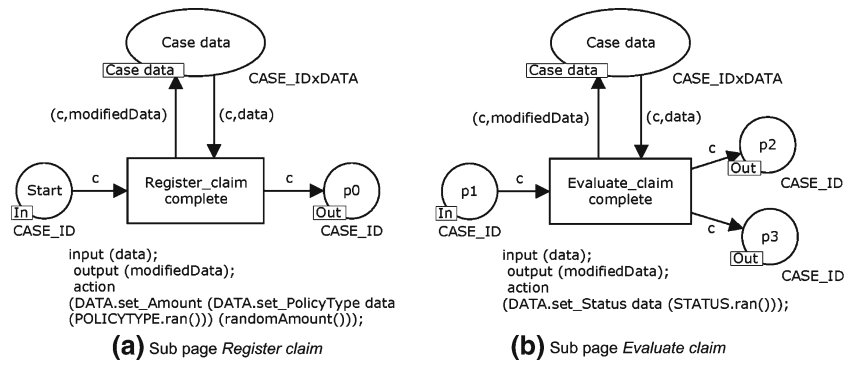 Case data
Case data
CASE_IDxDATA
(c,modifiedData)
(c,data)
Start
In
CASE_ID
c
Register_claim
complete
c
p0
Out
CASE_ID
input (data);
output (modifiedData);
action
(DATA.set_Amount (DATA.set_PolicyType data
(POLICYTYPE.ran())) (randomAmount()));
(a) Sub page Register claim
Case data
Case data
CASE_IDxDATA
(c,modifiedData)
(c,data)
p1
In
CASE_ID
c
Evaluate_claim
complete
c
p2
Out
CASE_ID
c
p3
Out
CASE_ID
input (data);
output (modifiedData);
action
(DATA.set_Status data (STATUS.ran()));
(b) Sub page Evaluate claim